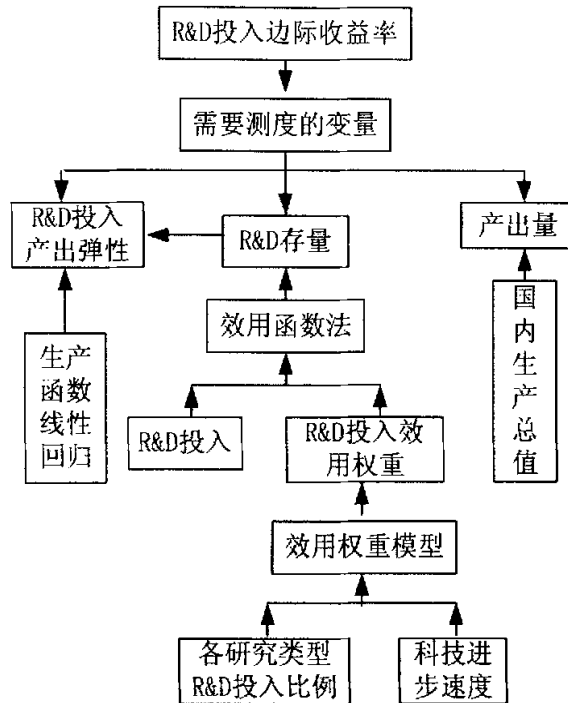 R&D投入边际收益率
需要测度的变量
R&D投入
产出弹性
R&D存量
产出量
效用函数法
生产
函数
线性
回归
国
内
生
产
总
值
R&D投入
R&D投入效
用权重
效用权重模型
各研究类型
R&D投入比例
科技进
步速度